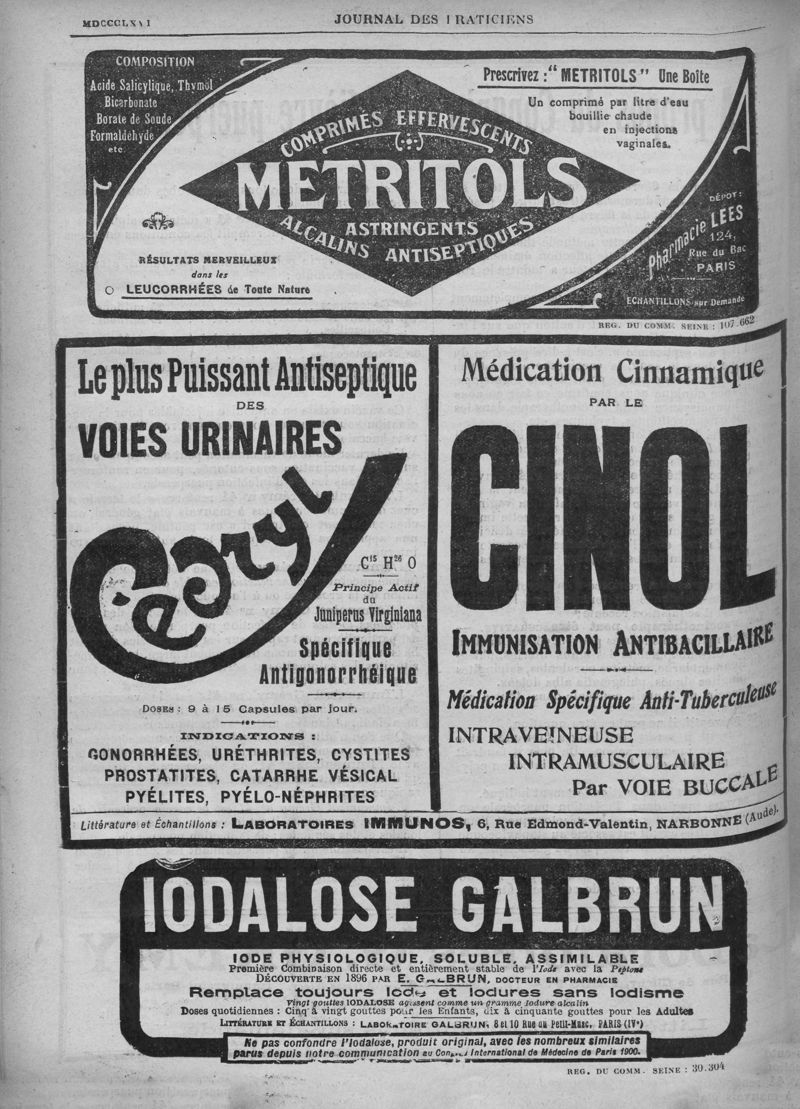 JOURNAL DES PRATICIENS
COMPOSITION
Acide Salicylique, Thymol
Bicarbonate
Borate de Soude
Formaldéhyde
etc.
Prescrivez : "METRITOLS" Une Boîte
Un comprimé par litre d'eau
bouillie chaude
en injections
vaginales.
COMPRIMÉS EFFERVESCENTS
METRITOLS
ASTRINGENTS
ALCALINS ANTISEPTIQUES
RÉSULTATS MERVEILLEUX
dans les
LEUCORRHÉES de Toute Nature
DÉPOT :
Pharmacie LÉES
124,
Rue du Bac
PARIS
ÉCHANTILLONS sur Demande
REG. DU COMM. SEINE : 107.662
Le plus Puissant Antiseptique
DES
VOIES URINAIRES
Cedryl
C15 H26 O
Principe Actif
du
Juniperus Virginiana
Spécifique
Antigonorrhéique
DOSES : 9 à 15 Capsules par jour.
INDICATIONS :
GONORRHÉES, URÉTHRITES, CYSTITES
PROSTATITES, CATARRHE VÉSICAL
PYÉLITES, PYÉLO-NÉPHRITES
Médication Cinnamique
PAR LE
CINOL
IMMUNISATION ANTIBACILLAIRE
Médication Spécifique Anti-Tuberculeuse
INTRAVEINEUSE
INTRAMUSCULAIRE
Par VOIE BUCCALE
Littérature et Échantillons : LABORATOIRES IMMUNOS, 6, Rue Edmond-Valentin, NARBONNE (Aude).
IODALOSE GALBRUN
IODE PHYSIOLOGIQUE, SOLUBLE, ASSIMILABLE
Première Combinaison directe et entièrement stable de l'Iode avec la Peptone
DÉCOUVERTE EN 1896 PAR E. GALBRUN, DOCTEUR EN PHARMACIE
Remplace toujours Iode et Iodures sans Iodisme
Vingt gouttes IODALOSE agissent comme un gramme Iodure alcalin
Doses quotidiennes : Cinq à vingt gouttes pour les Enfants, dix à cinquante gouttes pour les Adultes
LITTÉRATURE ET ÉCHANTILLONS : LABORATOIRE GALBRUN, 8 et 10 Rue du Petit-Musc, PARIS (IVe)
Ne pas confondre l'Iodalose, produit original, avec les nombreux similaires
parus depuis notre communication au Congrès International de Médecine de Paris 1900.
REG. DU COMM. SEINE : 30.304